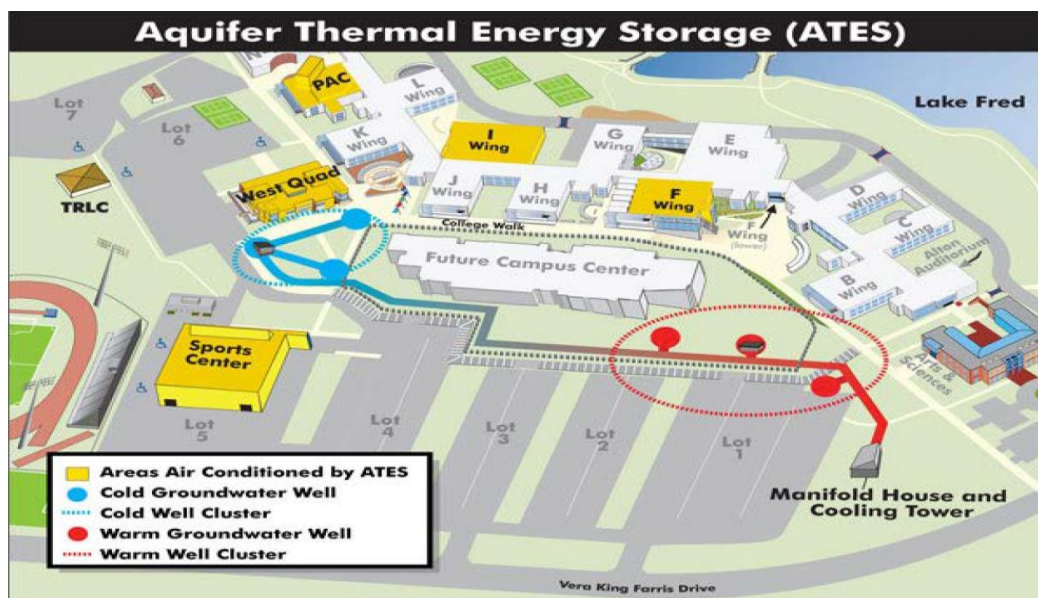 Aquifer Thermal Energy Storage (ATES)
PAC
L
Wing
Lake Fred
Lot
7
Lot
6
K
Wing
I
Wing
G
Wing
E
Wing
TRLC
West Quad
J
Wing
H
Wing
F
Wing
D
Wing
C
Wing
F
Wing
(tower)
College Walk
Future Campus Center
B
Wing
Alton
Auditorium
Arts &
Sciences
Sports
Center
Lot
5
Lot
4
Lot
3
Lot
2
Lot
1
Manifold House and
Cooling Tower
Areas Air Conditioned by ATES
Cold Groundwater Well
Cold Well Cluster
Warm Groundwater Well
Warm Well Cluster
Vera King Farris Drive